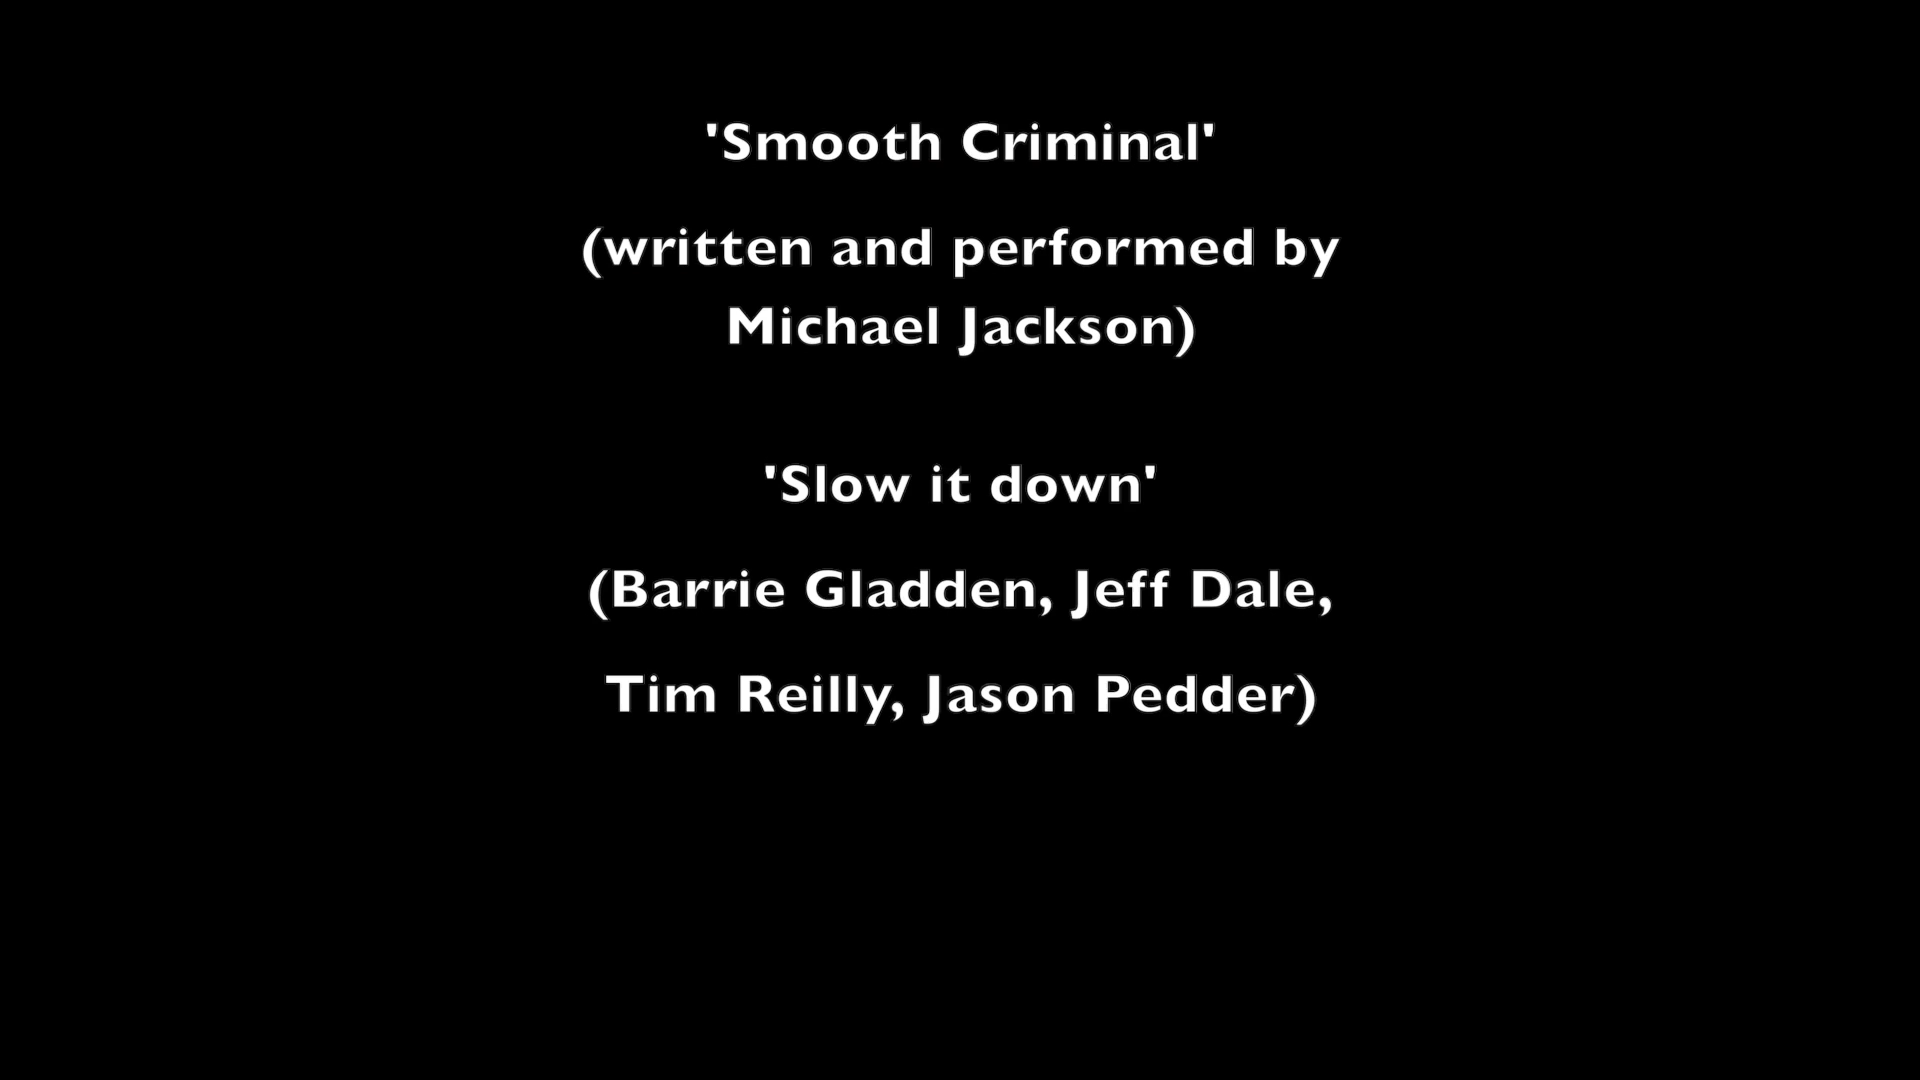 'Smooth Criminal'
(written and performed by
Michael Jackson)
'Slow it down'
(Barrie Gladden, Jeff Dale,
Tim Reilly, Jason Pedder)